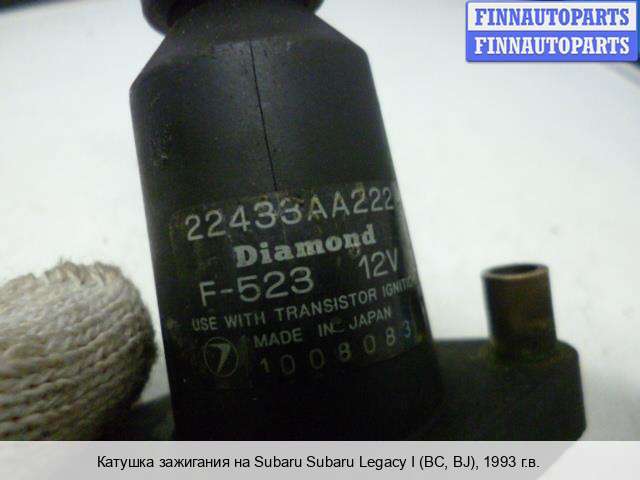 FINNAUTOPARTS
FINNAUTOPARTS
22433AA222
Diamond
F-523 12V
USE WITH TRANSISTOR IGNITION
MADE IN JAPAN
1008083
Катушка зажигания на Subaru Subaru Legacy I (BC, BJ), 1993 г.в.